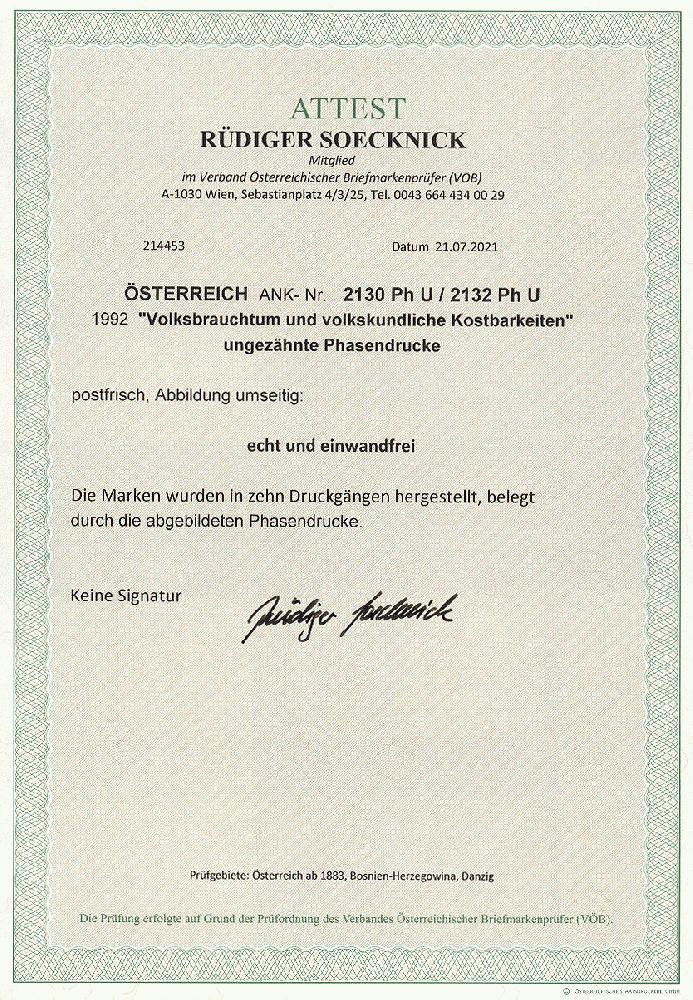 ATTEST
RÜDIGER SOECKNICK
Mitglied
im Verband Österreichischer Briefmarkenprüfer (VÖB)
A-1030 Wien, Sebastianplatz 4/3/25, Tel. 0043 664 434 00 29
214453 Datum 21.07.2021
ÖSTERREICH ANK- Nr. 2130 Ph U / 2132 Ph U
1992 "Volksbrauchtum und volkskundliche Kostbarkeiten"
ungezähnte Phasendrucke
postfrisch, Abbildung umseitig:
echt und einwandfrei
Die Marken wurden in zehn Druckgängen hergestellt, belegt
durch die abgebildeten Phasendrucke.
Keine Signatur
Rüdiger Soecknick
Prüfgebiete: Österreich ab 1883, Bosnien-Herzegowina, Danzig
Die Prüfung erfolgte auf Grund der Prüfordnung des Verbandes Österreichischer Briefmarkenprüfer (VÖB).